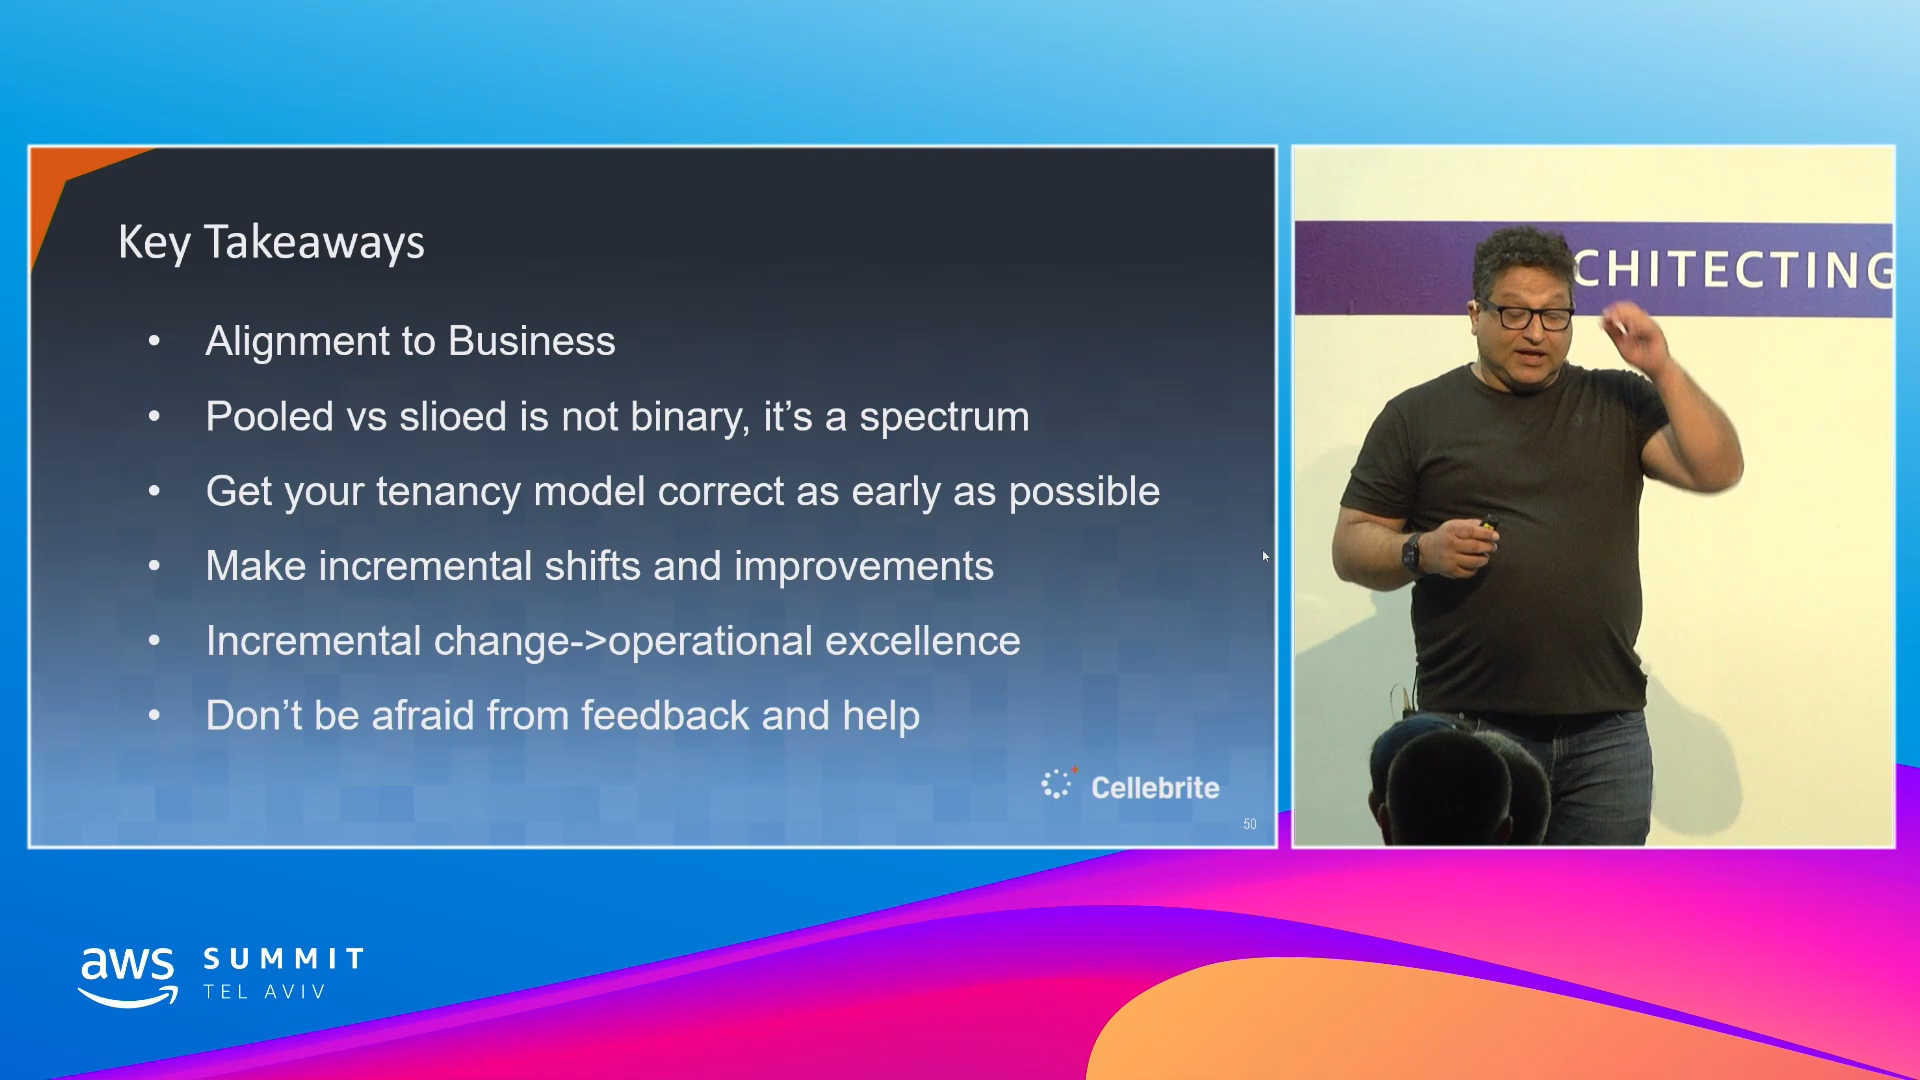 Key Takeaways
• Alignment to Business
• Pooled vs slioed is not binary, it’s a spectrum
• Get your tenancy model correct as early as possible
• Make incremental shifts and improvements
• Incremental change->operational excellence
• Don’t be afraid from feedback and help
Cellebrite
50
CHITECTING
aws SUMMIT
TEL AVIV